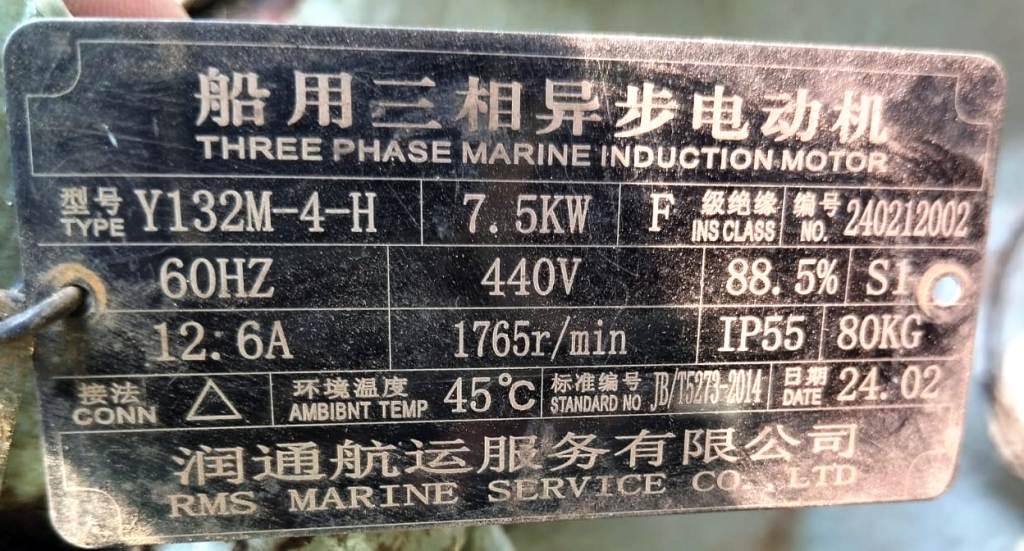 船用三相异步电动机
THREE PHASE MARINE INDUCTION MOTOR
型号 TYPE Y132M-4-H 7.5KW F 级绝缘 INS CLASS 编号 NO. 240212002
60HZ 440V 88.5% S1
12.6A 1765r/min IP55 80KG
接法 CONN △ 环境温度 AMBIBNT TEMP 45℃ 标准编号 STANDARD NO JB/T5273-2014 日期 DATE 24.02
润通航运服务有限公司
RMS MARINE SERVICE CO.,LTD